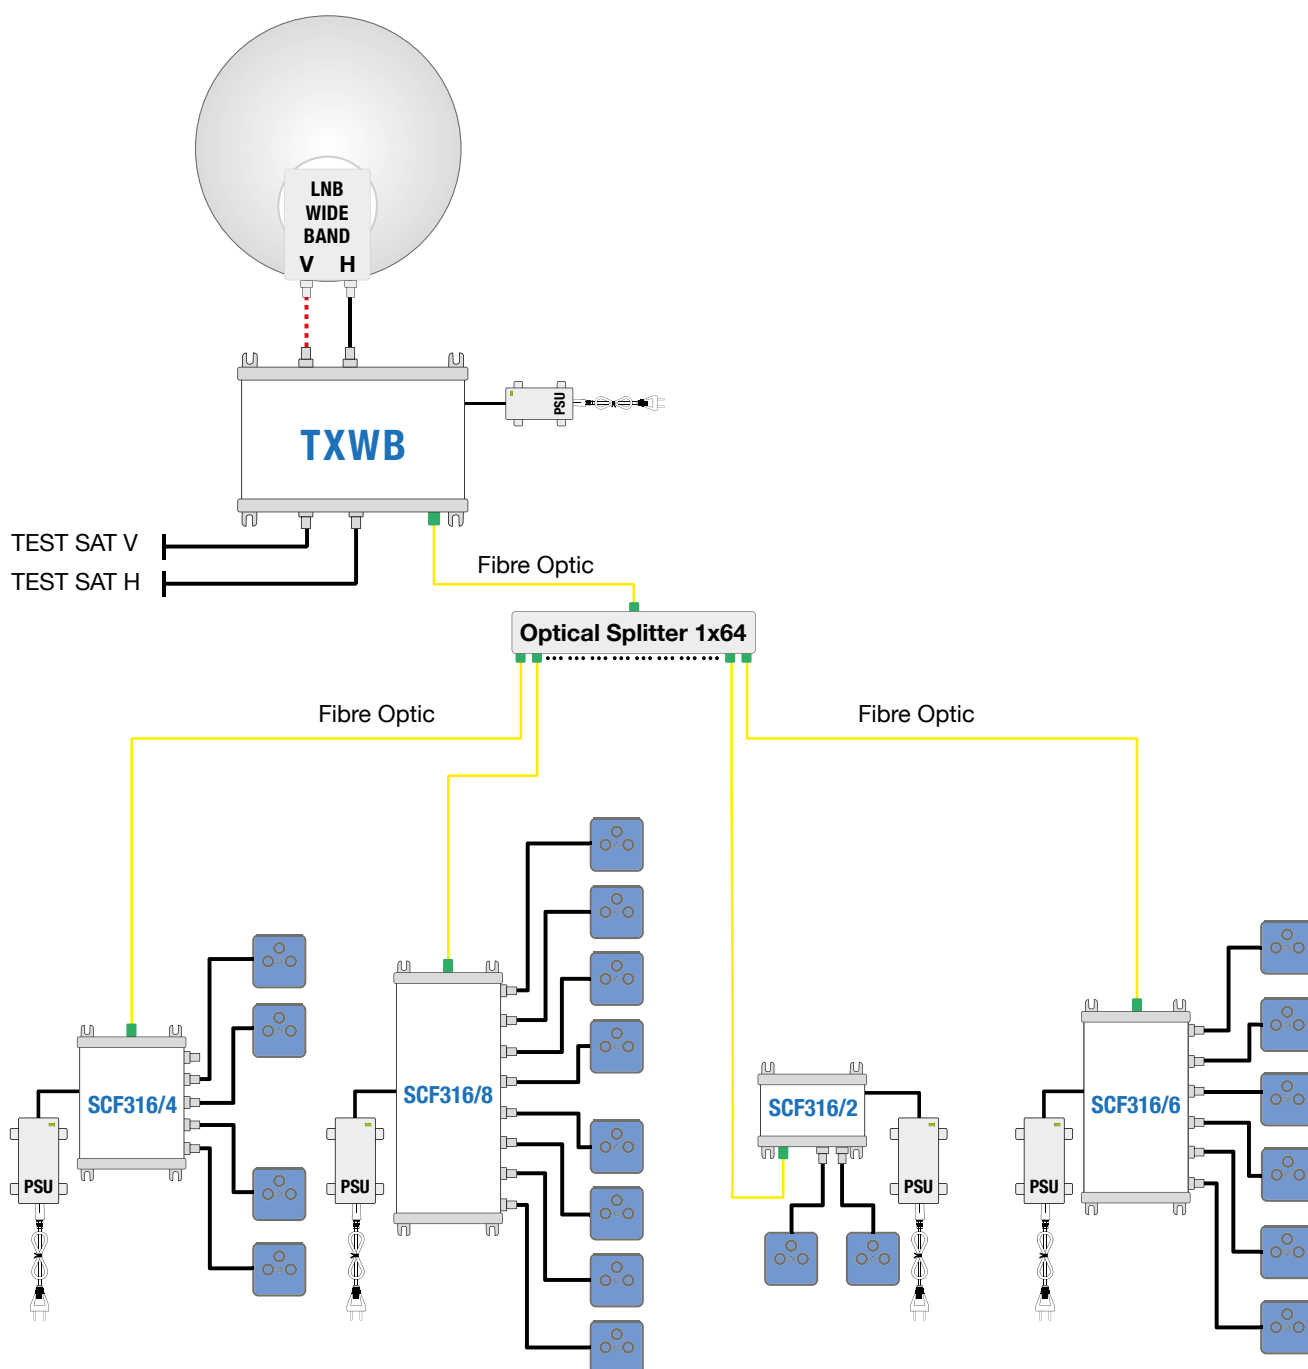 LNB
WIDE
BAND
V H
PSU
TXWB
TEST SAT V
TEST SAT H
Fibre Optic
Optical Splitter 1x64
Fibre Optic
Fibre Optic
SCF316/4
SCF316/8
SCF316/2
SCF316/6
PSU
PSU
PSU
PSU